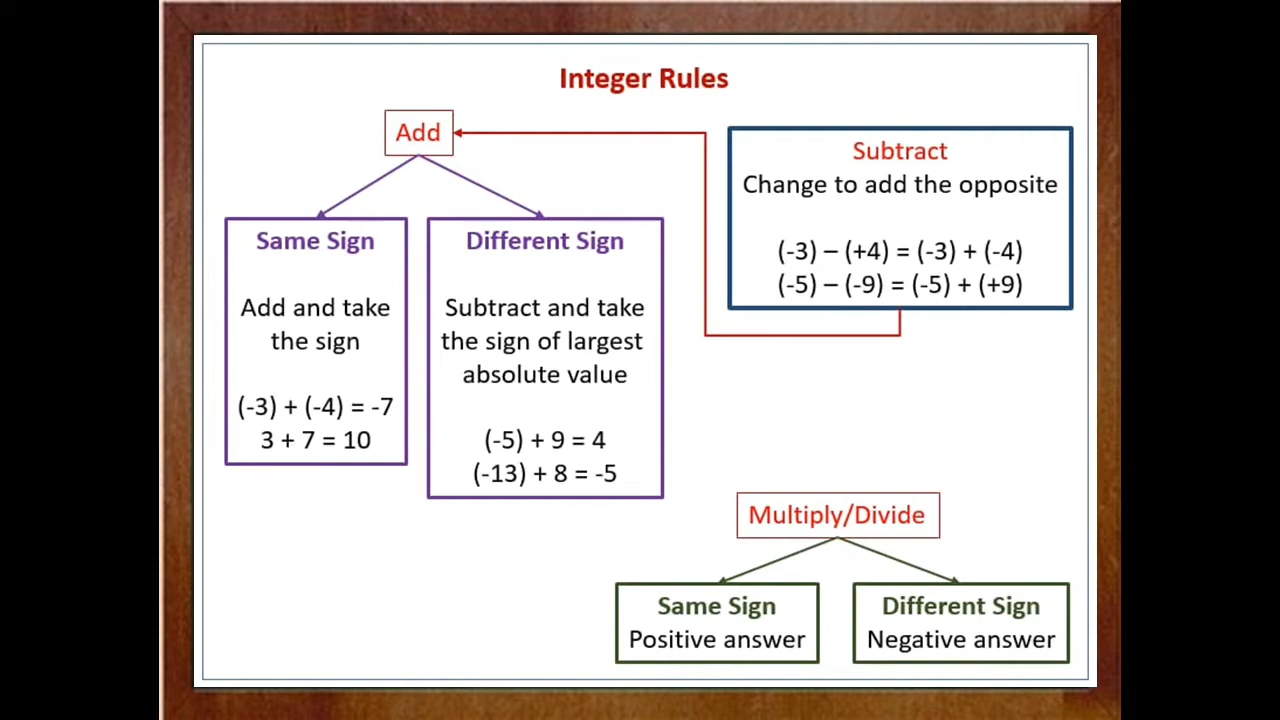 Integer Rules
Add
Same Sign
Add and take
the sign
(-3) + (-4) = -7
3 + 7 = 10
Different Sign
Subtract and take
the sign of largest
absolute value
(-5) + 9 = 4
(-13) + 8 = -5
Subtract
Change to add the opposite
(-3) – (+4) = (-3) + (-4)
(-5) – (-9) = (-5) + (+9)
Multiply/Divide
Same Sign
Positive answer
Different Sign
Negative answer